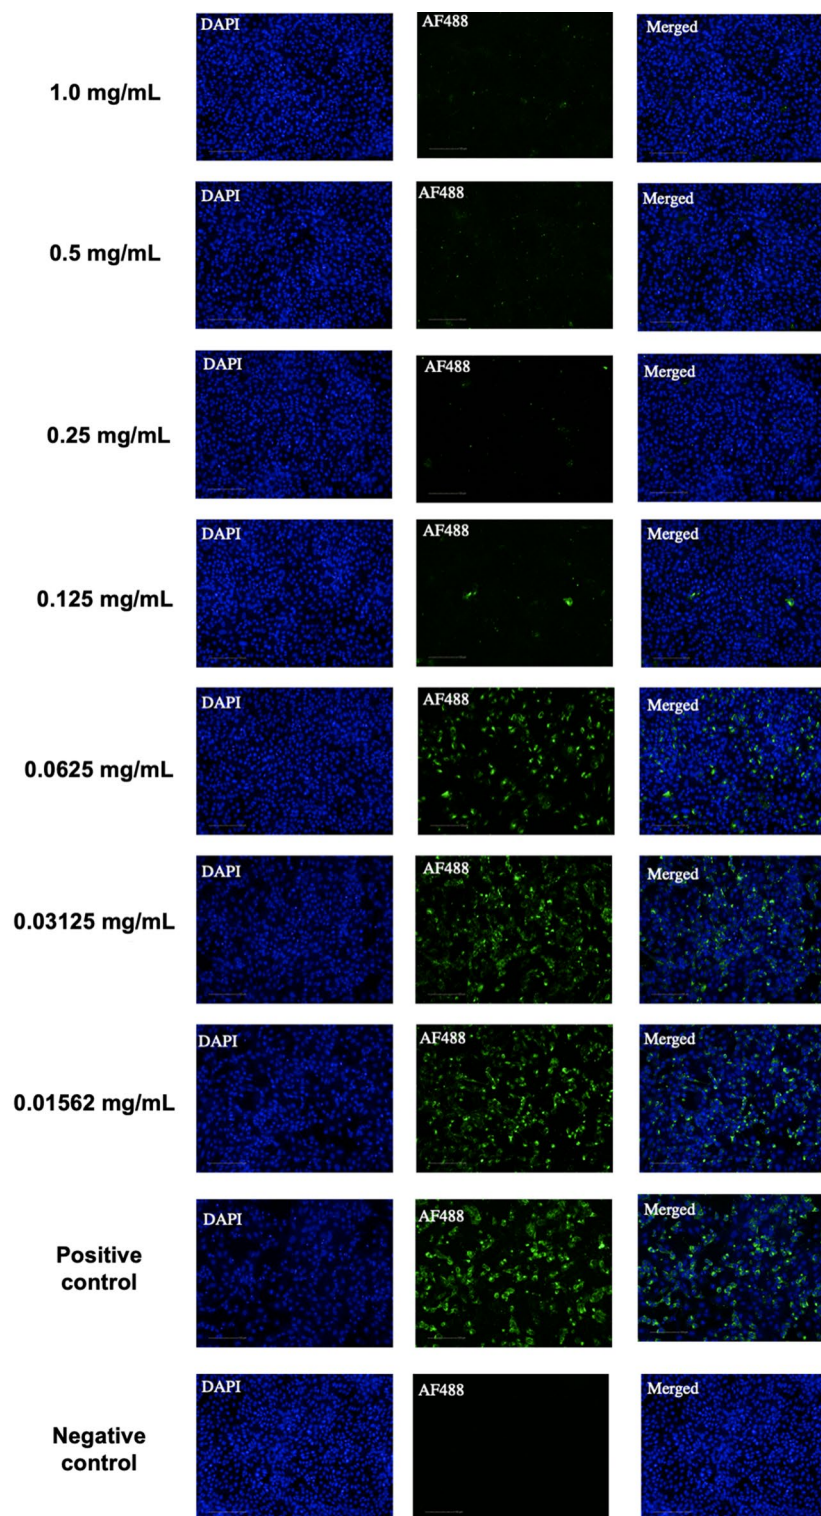 DAPI AF488 Merged
1.0 mg/mL
DAPI AF488 Merged
0.5 mg/mL
DAPI AF488 Merged
0.25 mg/mL
DAPI AF488 Merged
0.125 mg/mL
DAPI AF488 Merged
0.0625 mg/mL
DAPI AF488 Merged
0.03125 mg/mL
DAPI AF488 Merged
0.01562 mg/mL
DAPI AF488 Merged
Positive
control
DAPI AF488 Merged
Negative
control